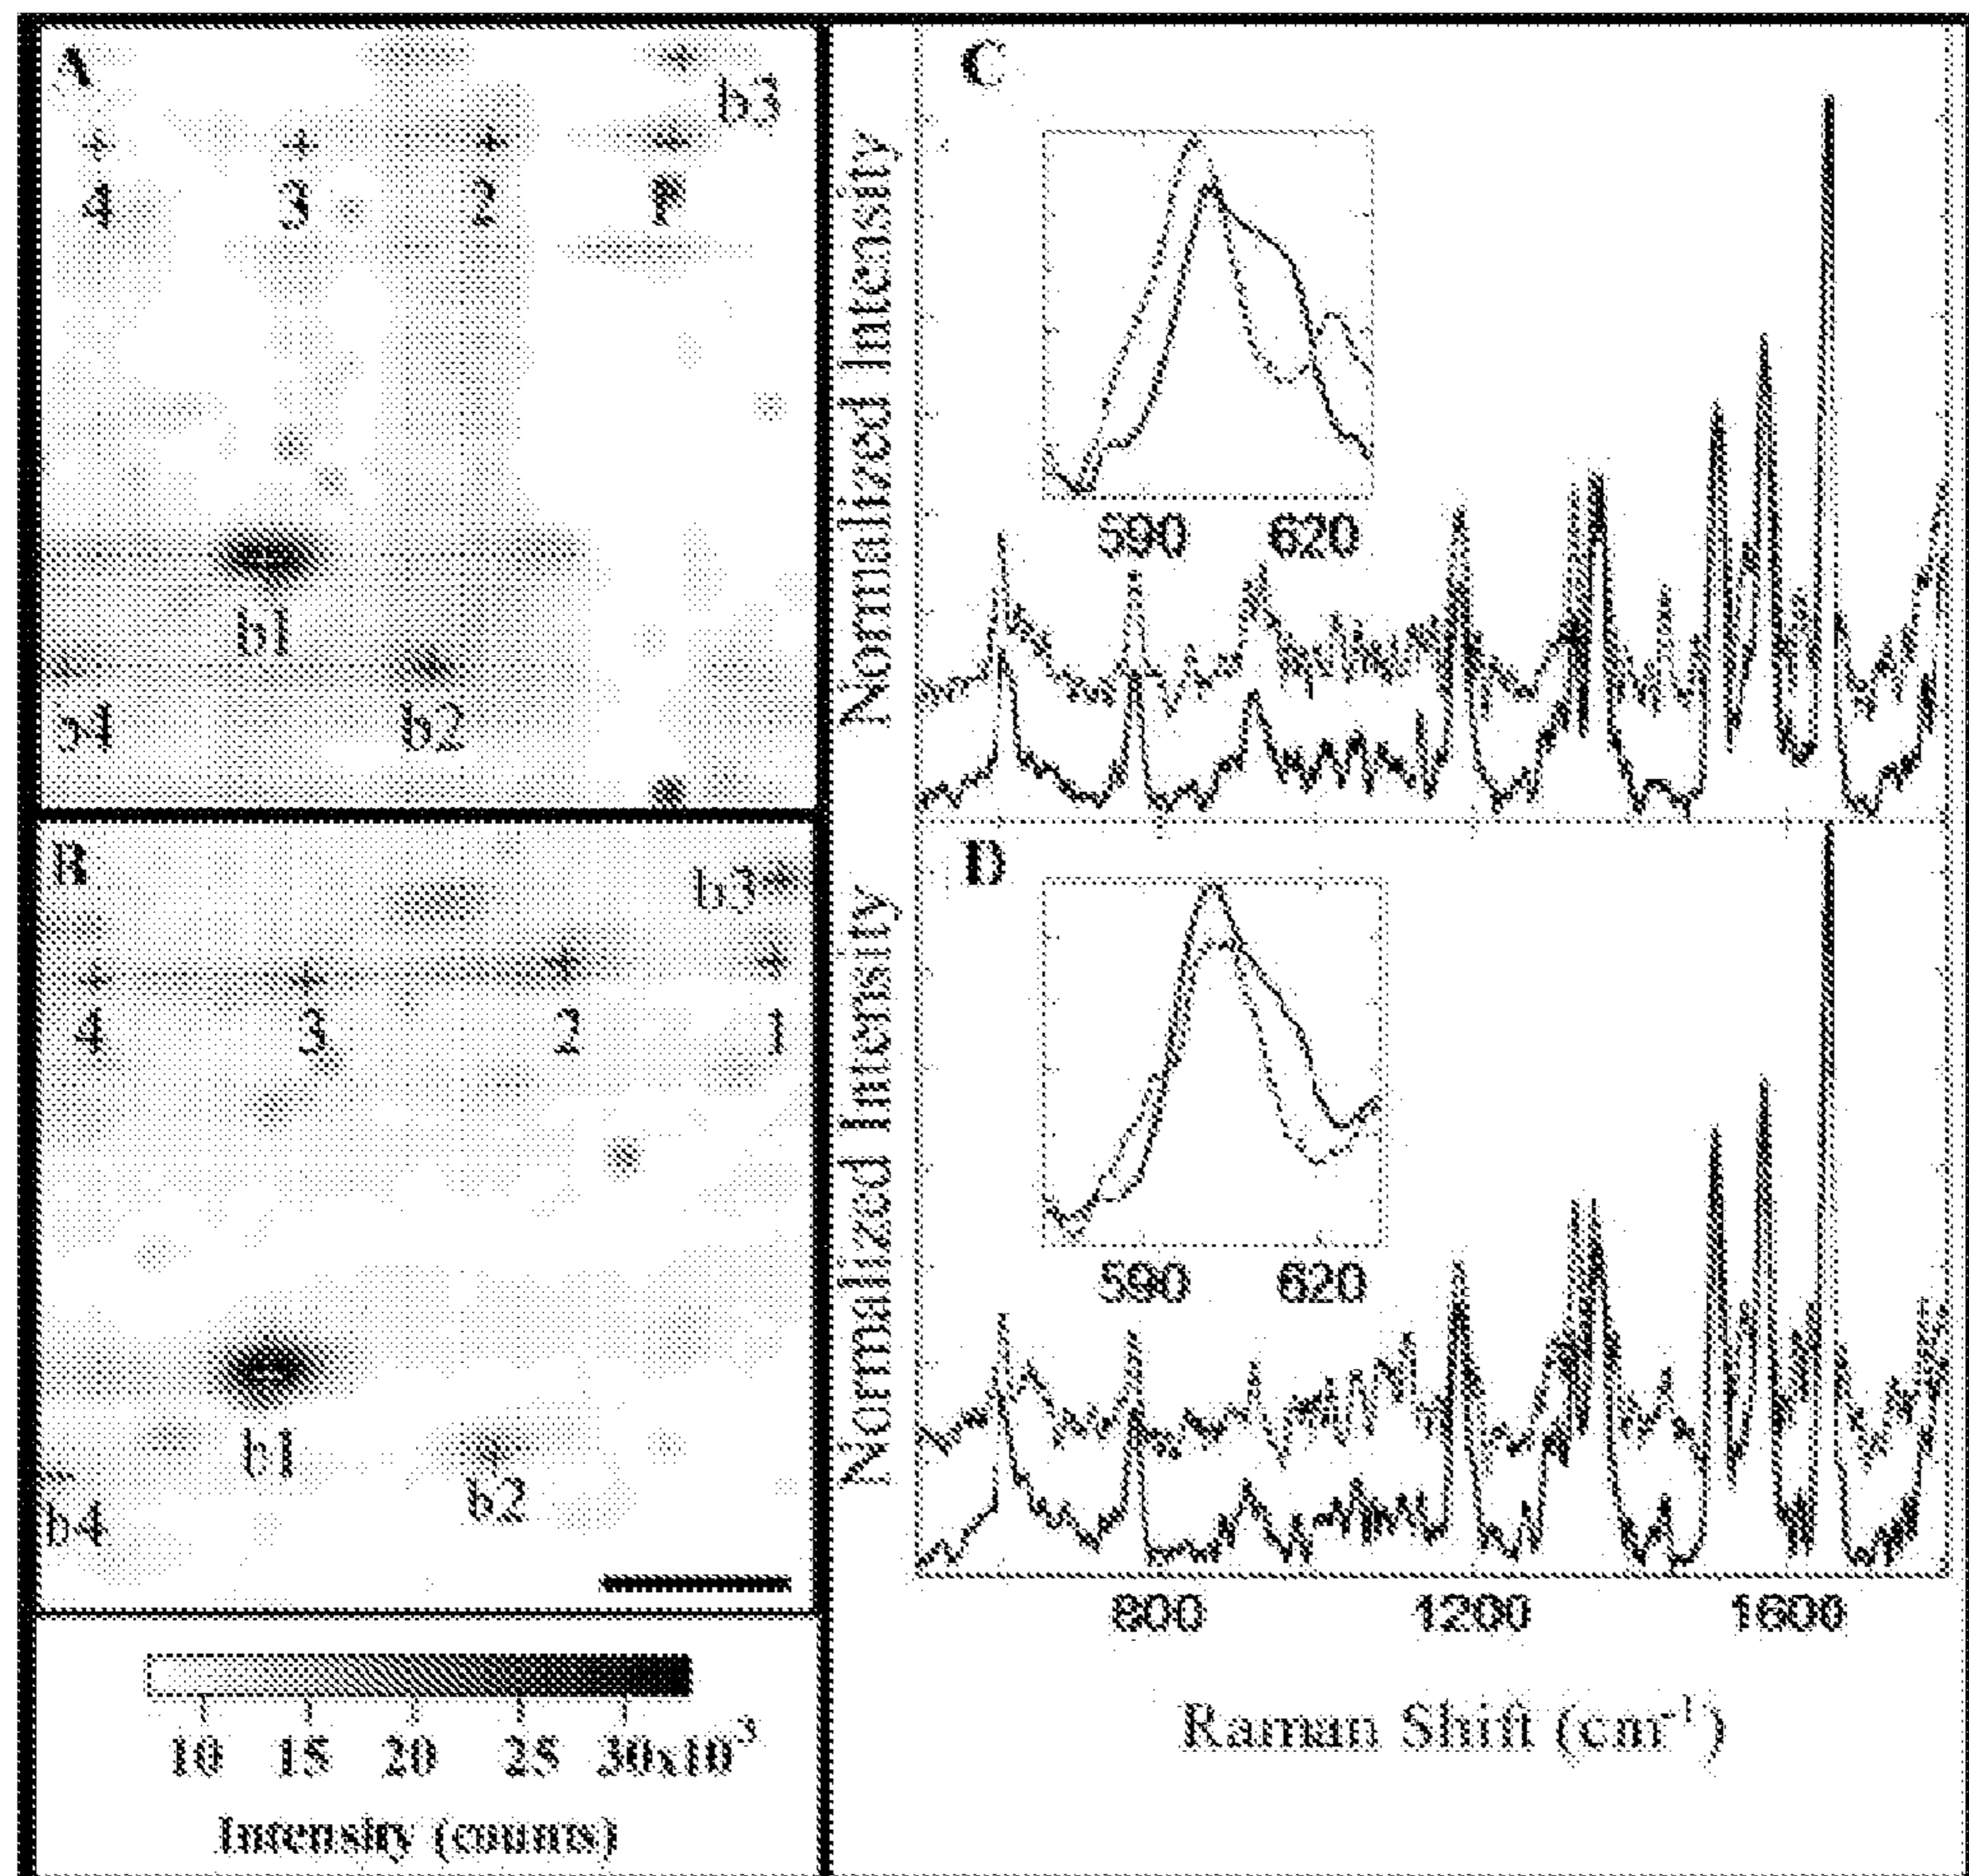 A
b3
4 3 2 1
b1
b4 b2
B
b3
4 3 2 1
b1
b4 b2
10 15 20 25 30x10³
Intensity (counts)
C
Normalized Intensity
590 620
D
Normalized Intensity
590 620
800 1200 1600
Raman Shift (cm⁻¹)